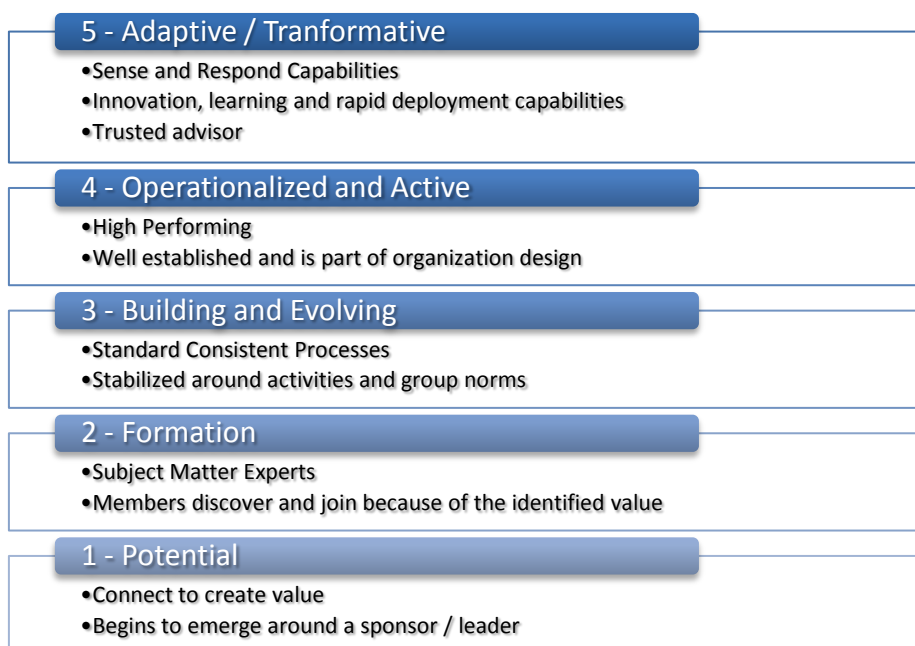 5 - Adaptive / Tranformative
•Sense and Respond Capabilities
•Innovation, learning and rapid deployment capabilities
•Trusted advisor
4 - Operationalized and Active
•High Performing
•Well established and is part of organization design
3 - Building and Evolving
•Standard Consistent Processes
•Stabilized around activities and group norms
2 - Formation
•Subject Matter Experts
•Members discover and join because of the identified value
1 - Potential
•Connect to create value
•Begins to emerge around a sponsor / leader